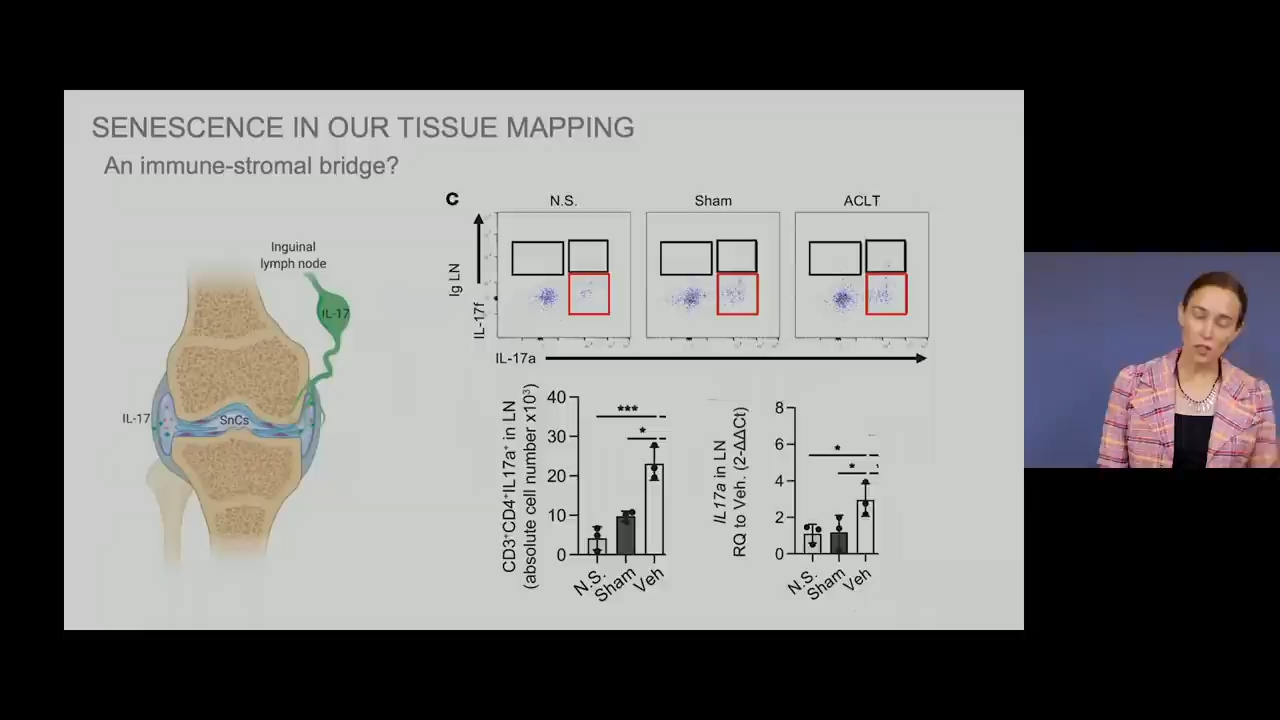 SENESCENCE IN OUR TISSUE MAPPING
An immune-stromal bridge?
Inguinal
lymph node
IL-17
IL-17
SnCs
C
N.S.
Sham
ACLT
Ig LN
IL-17f
IL-17a
CD3⁺CD4⁺IL17a⁺ in LN
(absolute cell number x10³)
40
30
20
10
0
***
*
N.S.
Sham
Veh
IL17a in LN
RQ to Veh. (2-ΔΔCt)
8
6
4
2
0
*
*
N.S.
Sham
Veh